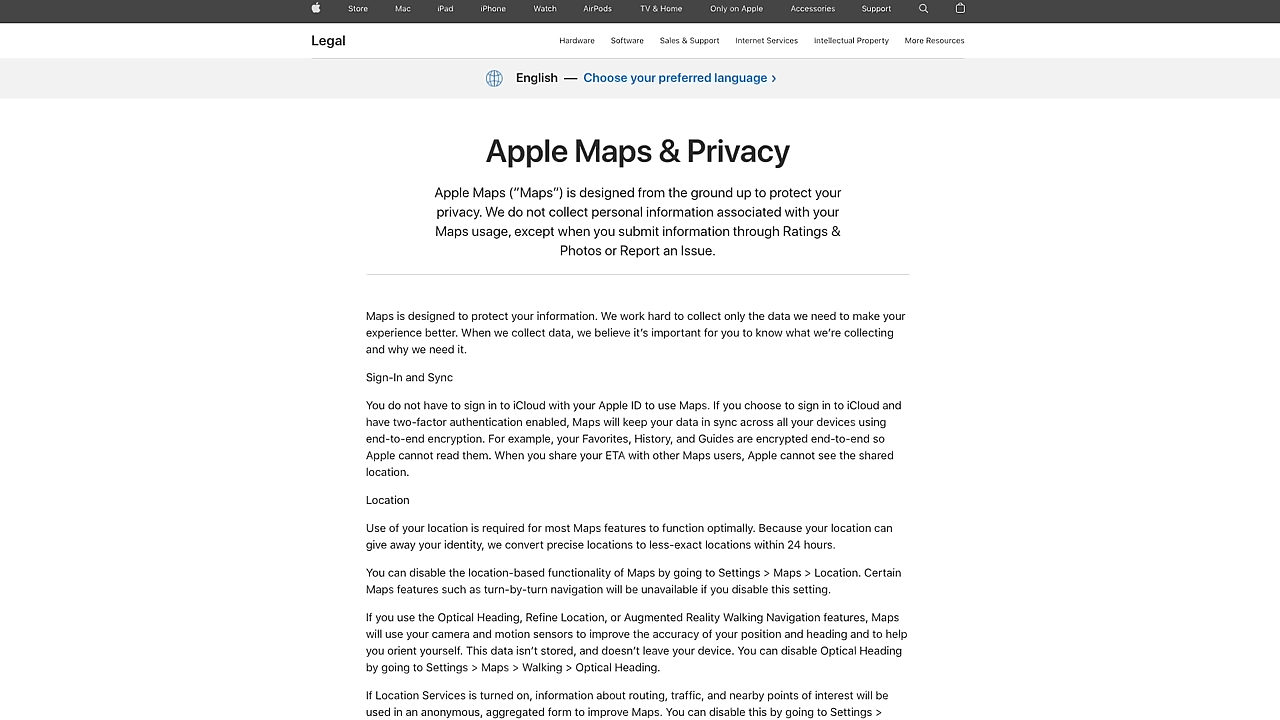 Store Mac iPad iPhone Watch AirPods TV & Home Only on Apple Accessories Support
Legal Hardware Software Sales & Support Internet Services Intellectual Property More Resources
English — Choose your preferred language ›
Apple Maps & Privacy
Apple Maps (“Maps”) is designed from the ground up to protect your
privacy. We do not collect personal information associated with your
Maps usage, except when you submit information through Ratings &
Photos or Report an Issue.
Maps is designed to protect your information. We work hard to collect only the data we need to make your
experience better. When we collect data, we believe it’s important for you to know what we’re collecting
and why we need it.
Sign-In and Sync
You do not have to sign in to iCloud with your Apple ID to use Maps. If you choose to sign in to iCloud and
have two-factor authentication enabled, Maps will keep your data in sync across all your devices using
end-to-end encryption. For example, your Favorites, History, and Guides are encrypted end-to-end so
Apple cannot read them. When you share your ETA with other Maps users, Apple cannot see the shared
location.
Location
Use of your location is required for most Maps features to function optimally. Because your location can
give away your identity, we convert precise locations to less-exact locations within 24 hours.
You can disable the location-based functionality of Maps by going to Settings > Maps > Location. Certain
Maps features such as turn-by-turn navigation will be unavailable if you disable this setting.
If you use the Optical Heading, Refine Location, or Augmented Reality Walking Navigation features, Maps
will use your camera and motion sensors to improve the accuracy of your position and heading and to help
you orient yourself. This data isn’t stored, and doesn’t leave your device. You can disable Optical Heading
by going to Settings > Maps > Walking > Optical Heading.
If Location Services is turned on, information about routing, traffic, and nearby points of interest will be
used in an anonymous, aggregated form to improve Maps. You can disable this by going to Settings >